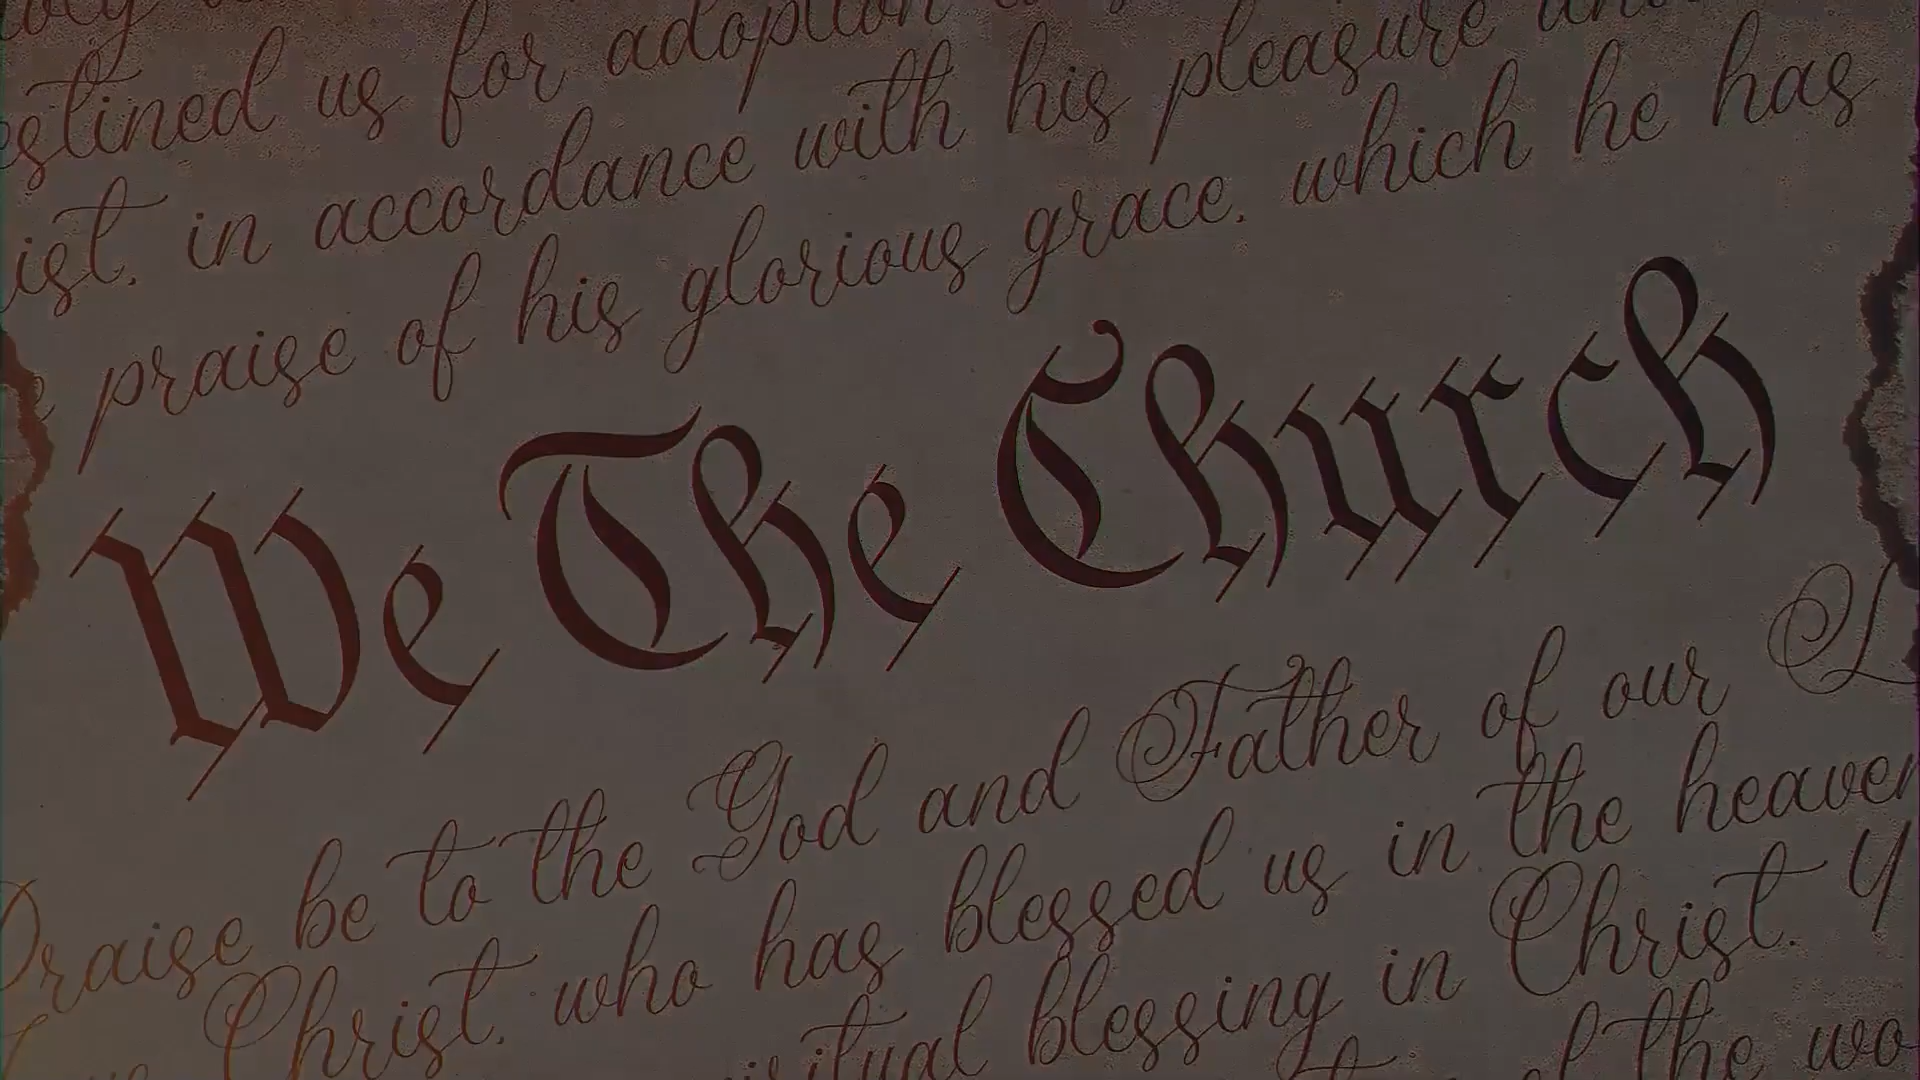 us for adoption
ist, in accordance with his pleasure
praise of his glorious grace, which he has
We The Church
Praise be to the God and Father of our
Christ, who has blessed us in the
blessing in Christ.
the